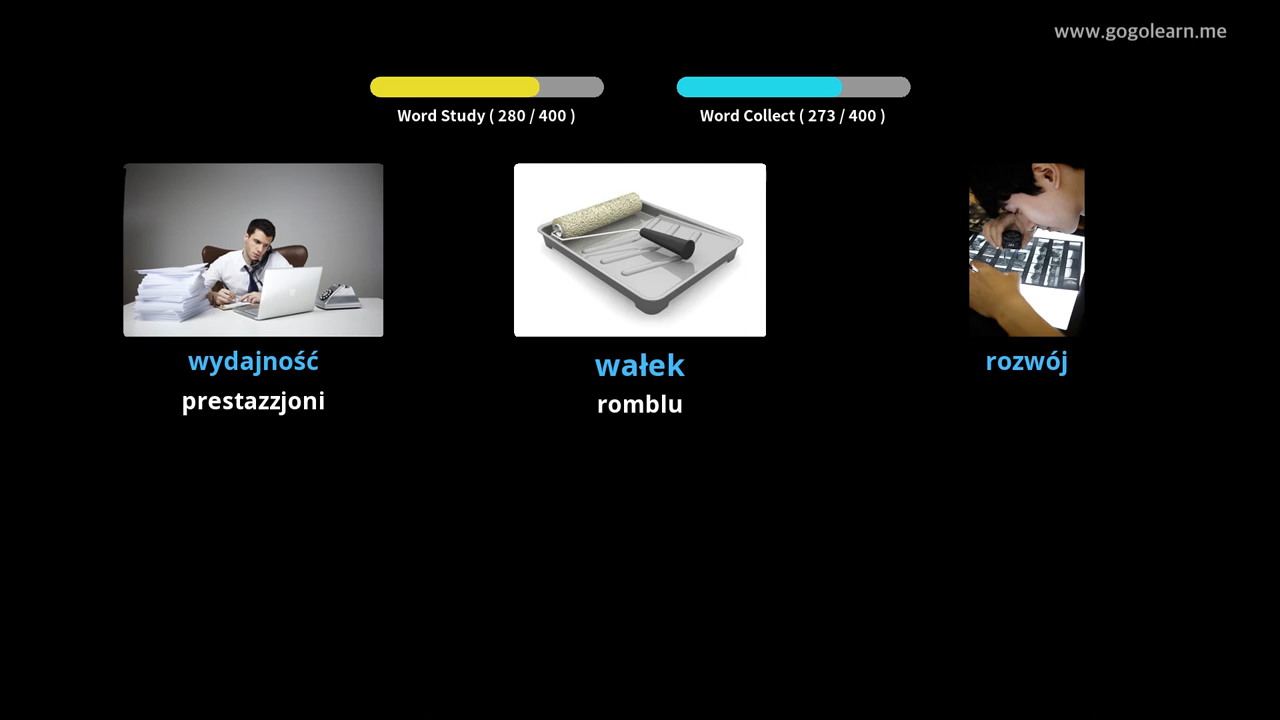 www.gogolearn.me
Word Study ( 280 / 400 )
Word Collect ( 273 / 400 )
wydajność
prestazzjoni
wałek
romblu
rozwój